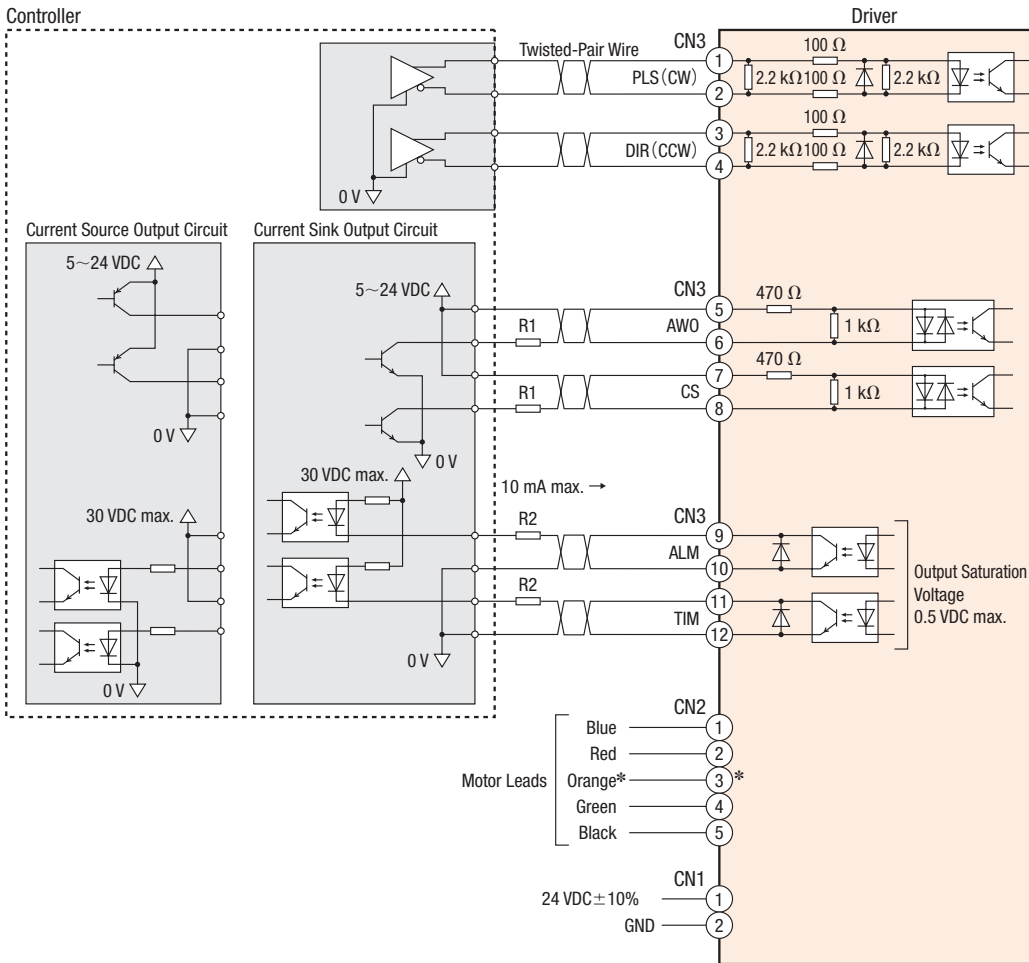 Controller
Driver
Twisted-Pair Wire
CN3
100 Ω
1
PLS (CW)
2.2 kΩ
100 Ω
2.2 kΩ
2
100 Ω
3
DIR (CCW)
2.2 kΩ
100 Ω
2.2 kΩ
4
0 V
Current Source Output Circuit
Current Sink Output Circuit
5~24 VDC
5~24 VDC
CN3
470 Ω
5
R1
AWO
1 kΩ
6
470 Ω
7
R1
CS
1 kΩ
8
0 V
0 V
30 VDC max.
10 mA max. →
30 VDC max.
CN3
R2
9
ALM
10
R2
11
TIM
12
Output Saturation
Voltage
0.5 VDC max.
0 V
0 V
CN2
Motor Leads
Blue
1
Red
2
Orange*
3
*
Green
4
Black
5
CN1
24 VDC±10%
1
GND
2